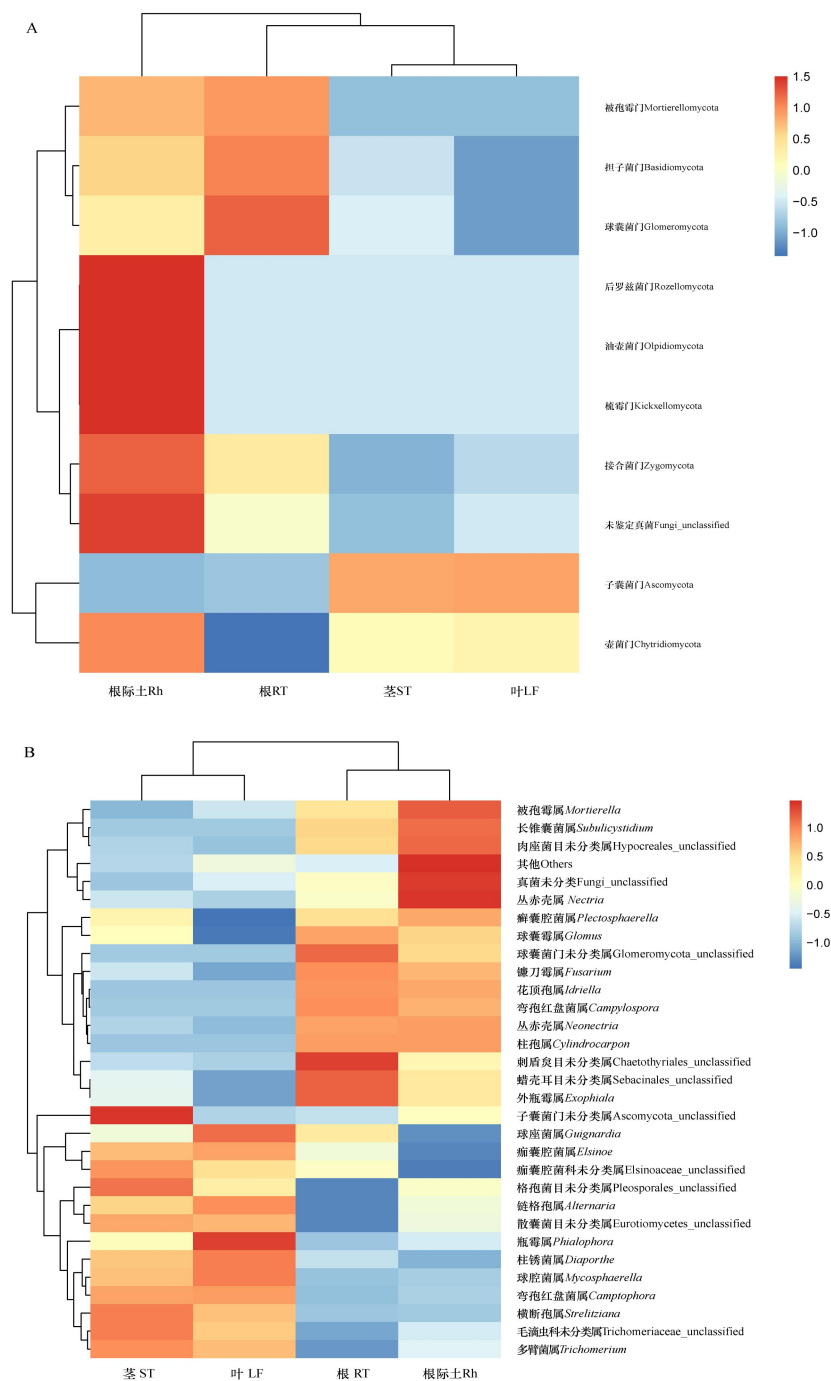 A
1.5
1.0
0.5
0.0
−0.5
−1.0
被孢霉门Mortierellomycota
担子菌门Basidiomycota
球囊菌门Glomeromycota
后罗兹菌门Rozellomycota
油壶菌门Olpidiomycota
梳霉门Kickxellomycota
接合菌门Zygomycota
未鉴定真菌Fungi_unclassified
子囊菌门Ascomycota
壶菌门Chytridiomycota
根际土Rh 根RT 茎ST 叶LF
B
1.0
0.5
0.0
−0.5
−1.0
被孢霉属Mortierella
长锥囊菌属Subulicystidium
肉座菌目未分类属Hypocreales_unclassified
其他Others
真菌未分类Fungi_unclassified
丛赤壳属 Nectria
癣囊腔菌属Plectosphaerella
球囊霉属Glomus
球囊菌门未分类属Glomeromycota_unclassified
镰刀霉属Fusarium
花顶孢属Idriella
弯孢红盘菌属Campylospora
丛赤壳属Neonectria
柱孢属Cylindrocarpon
刺盾炱目未分类属Chaetothyriales_unclassified
蜡壳耳目未分类属Sebacinales_unclassified
外瓶霉属Exophiala
子囊菌门未分类属Ascomycota_unclassified
球座菌属Guignardia
痂囊腔菌属Elsinoe
痂囊腔菌科未分类属Elsinoaceae_unclassified
格孢菌目未分类属Pleosporales_unclassified
链格孢属Alternaria
散囊菌目未分类属Eurotiomycetes_unclassified
瓶霉属Phialophora
柱锈菌属Diaporthe
球腔菌属Mycosphaerella
弯孢红盘菌属Camptophora
横断孢属Strelitziana
毛滴虫科未分类属Trichomeriaceae_unclassified
多臂菌属Trichomerium
茎 ST 叶 LF 根 RT 根际土Rh